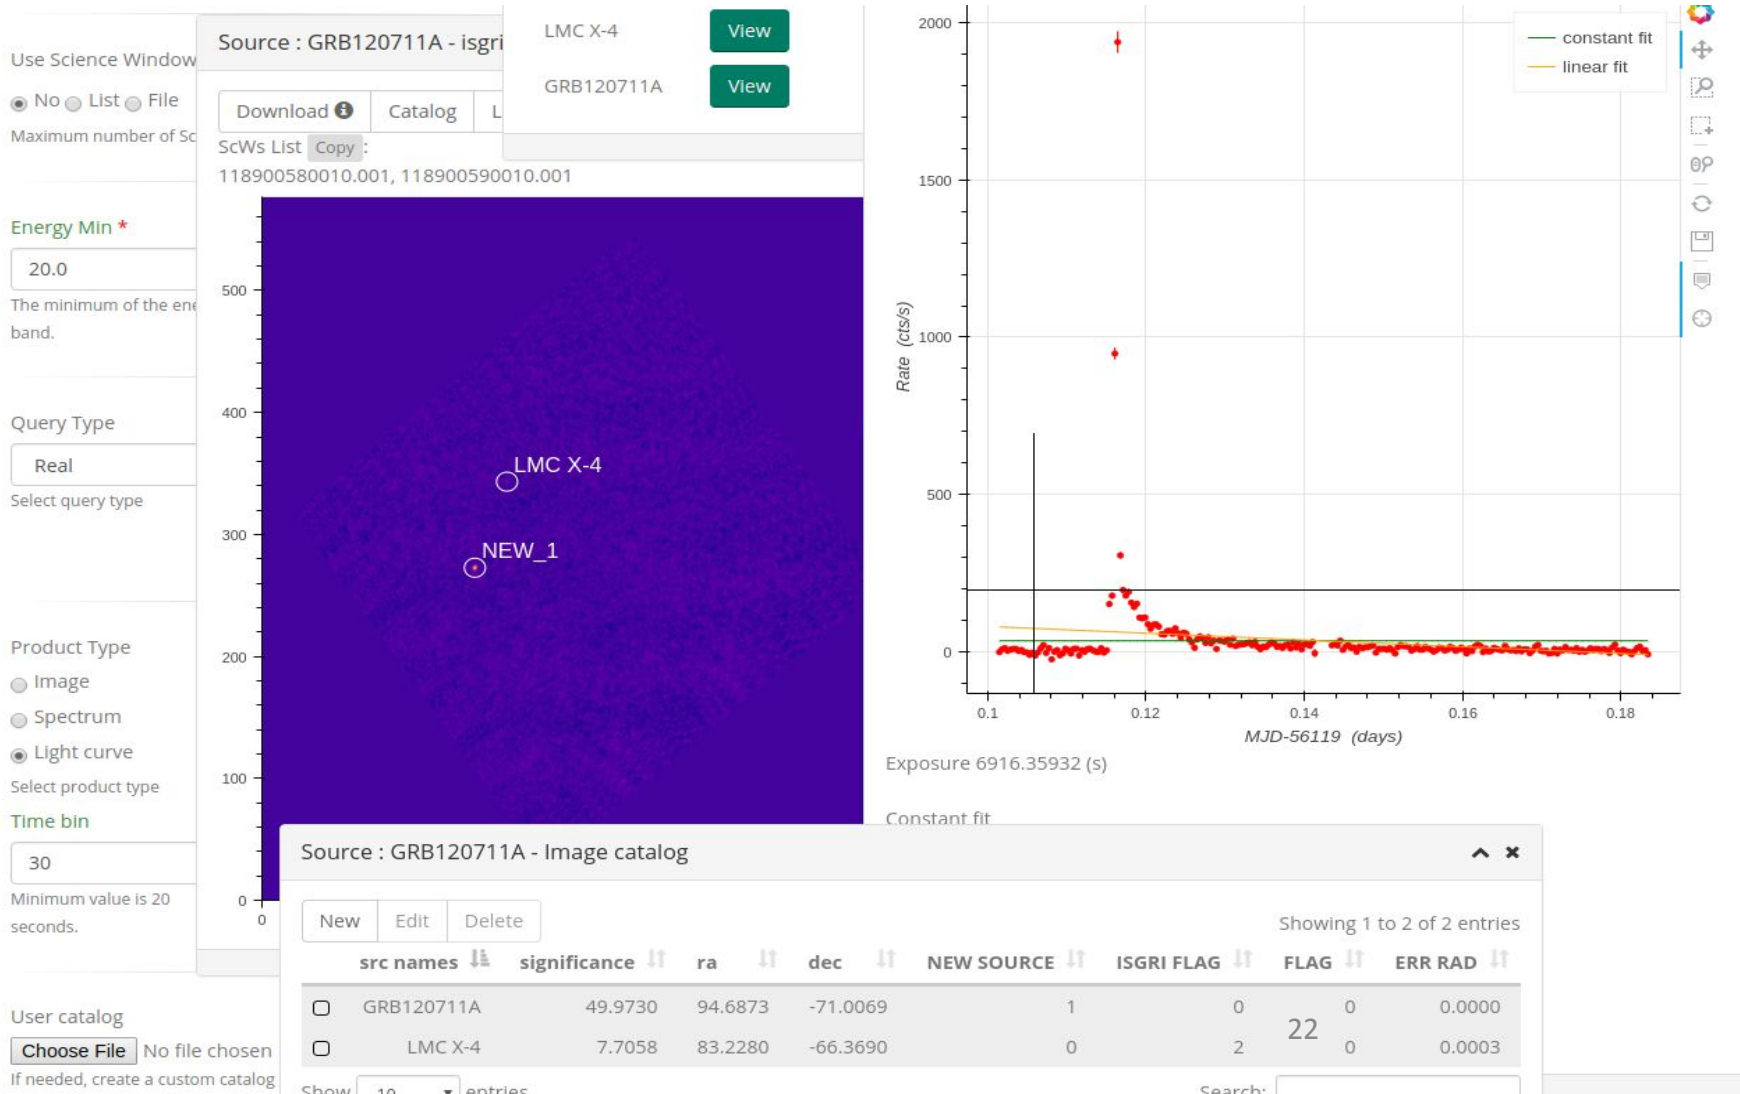 Use Science Window
No List File
Maximum number of Sc
Energy Min *
20.0
The minimum of the ene
band.
Query Type
Real
Select query type
Product Type
Image
Spectrum
Light curve
Select product type
Time bin
30
Minimum value is 20
seconds.
User catalog
Choose File No file chosen
If needed, create a custom catalog
Source : GRB120711A - isgri
Download Catalog L
ScWs List Copy :
118900580010.001, 118900590010.001
LMC X-4 View
GRB120711A View
500
400
300
200
100
0
0
LMC X-4
NEW_1
2000
1500
1000
500
0
Rate (cts/s)
constant fit
linear fit
0.1 0.12 0.14 0.16 0.18
MJD-56119 (days)
Exposure 6916.35932 (s)
Constant fit
Source : GRB120711A - Image catalog
New Edit Delete
Showing 1 to 2 of 2 entries
src names significance ra dec NEW SOURCE ISGRI FLAG FLAG ERR RAD
GRB120711A 49.9730 94.6873 -71.0069 1 0 0 0.0000
22
LMC X-4 7.7058 83.2280 -66.3690 0 2 0 0.0003
Show 10 entries
Search: